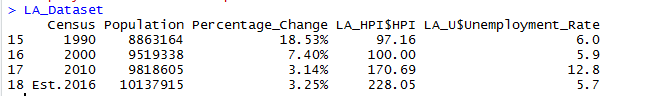 > LA_Dataset
Census Population Percentage_Change LA_HPI$HPI LA_U$Unemployment_Rate
15 1990 8863164 18.53% 97.16 6.0
16 2000 9519338 7.40% 100.00 5.9
17 2010 9818605 3.14% 170.69 12.8
18 Est.2016 10137915 3.25% 228.05 5.7